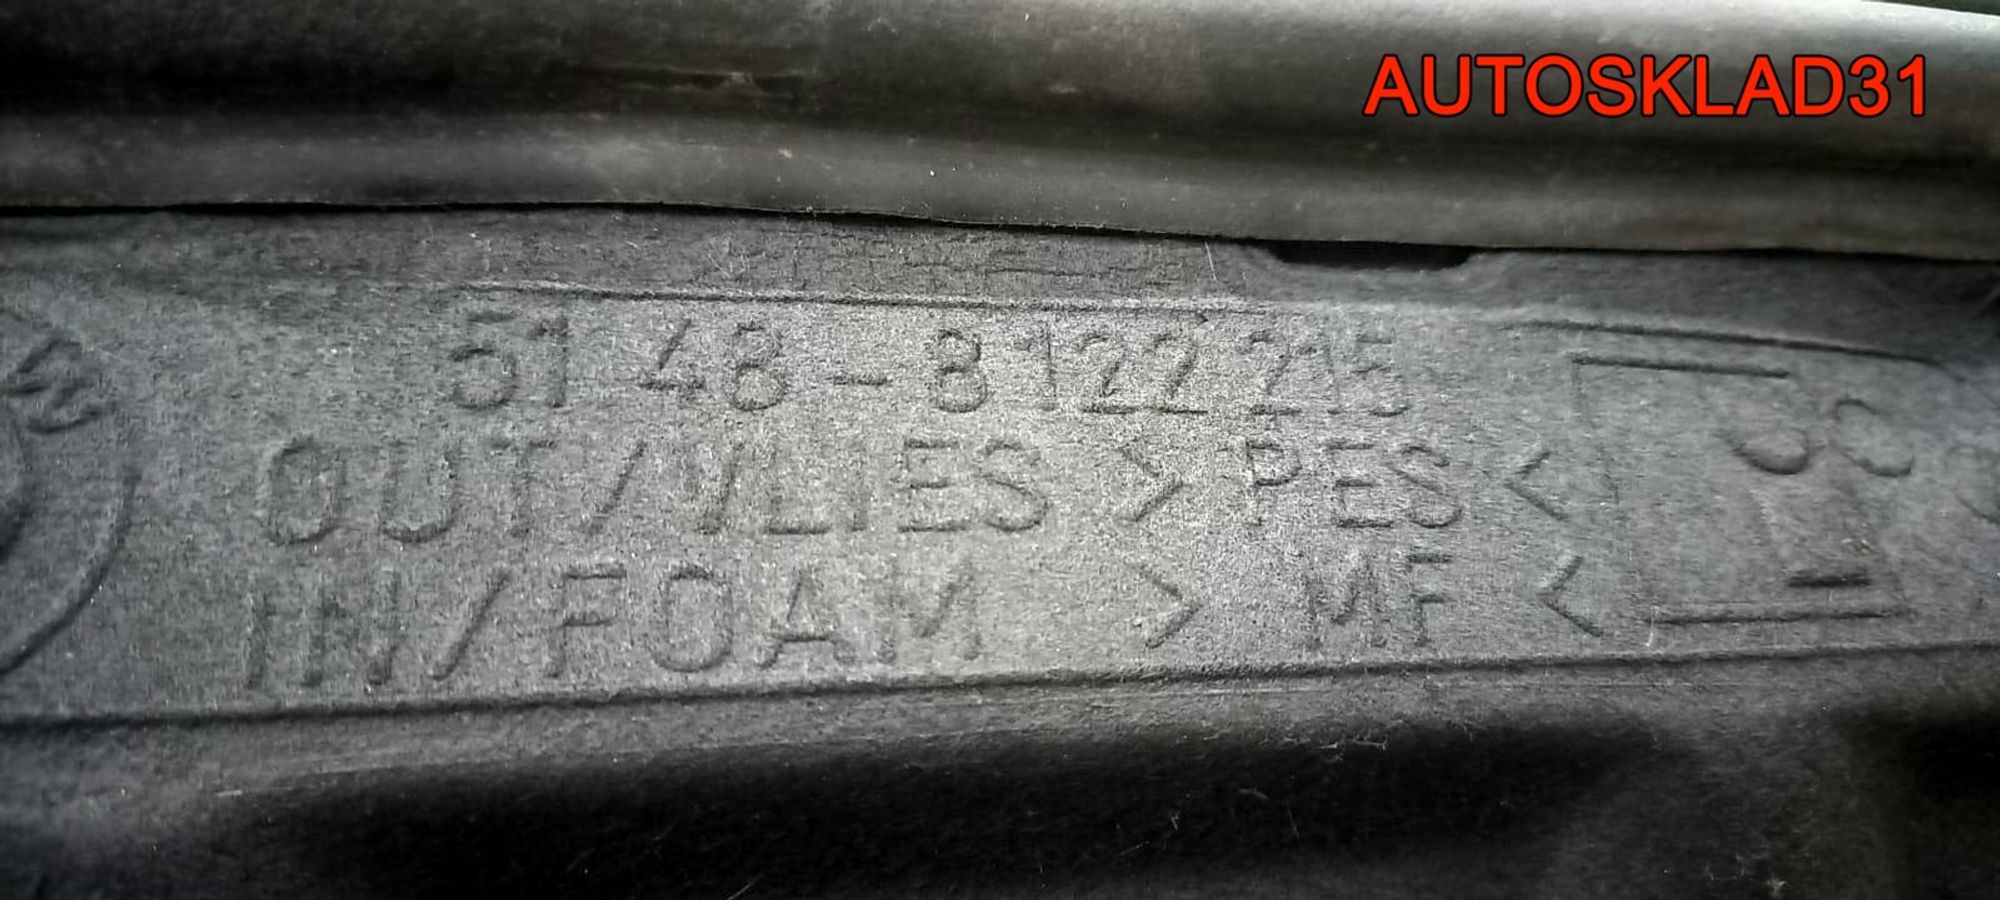 AUTOSKLAD31
51 48 - 8 122 215
OUT/VLIES > PES <
IN/FOAM > MF <